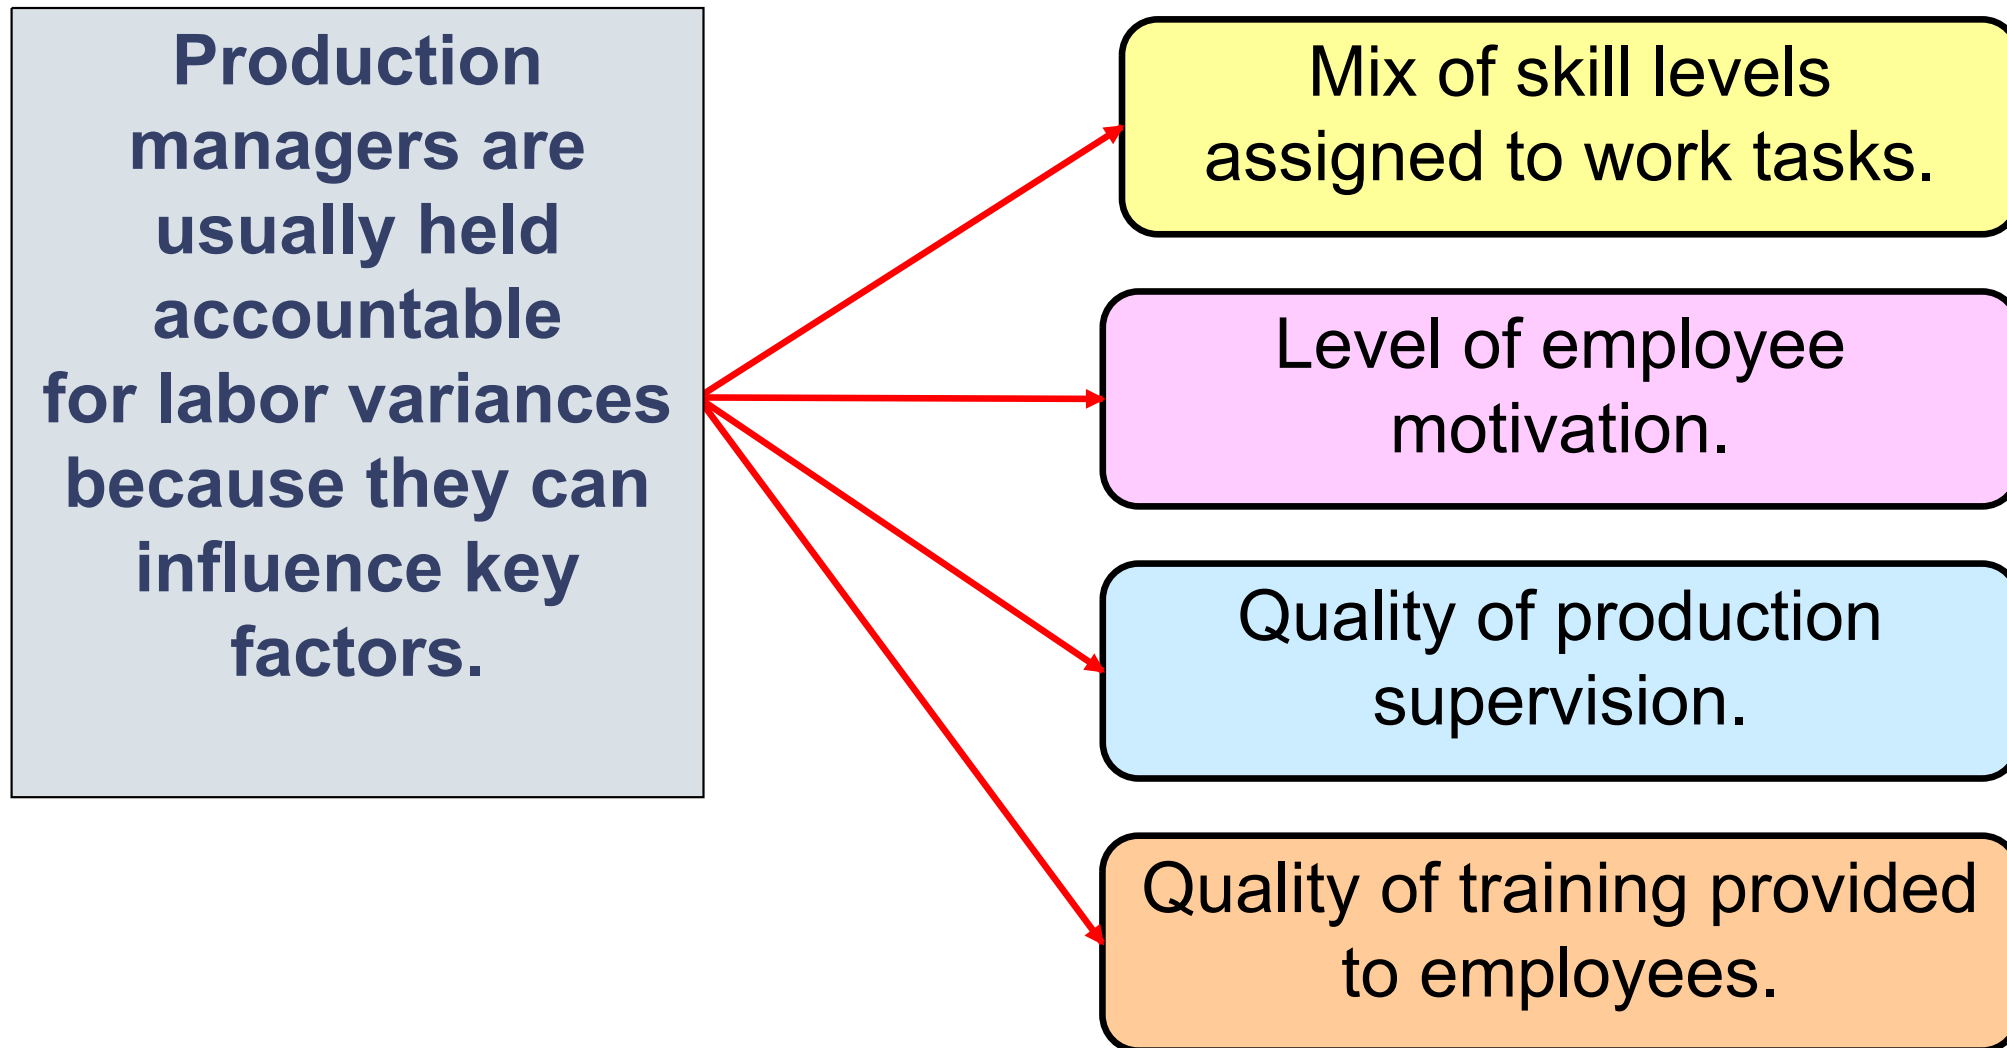 Production
managers are
usually held
accountable
for labor variances
because they can
influence key
factors.
Mix of skill levels
assigned to work tasks.
Level of employee
motivation.
Quality of production
supervision.
Quality of training provided
to employees.